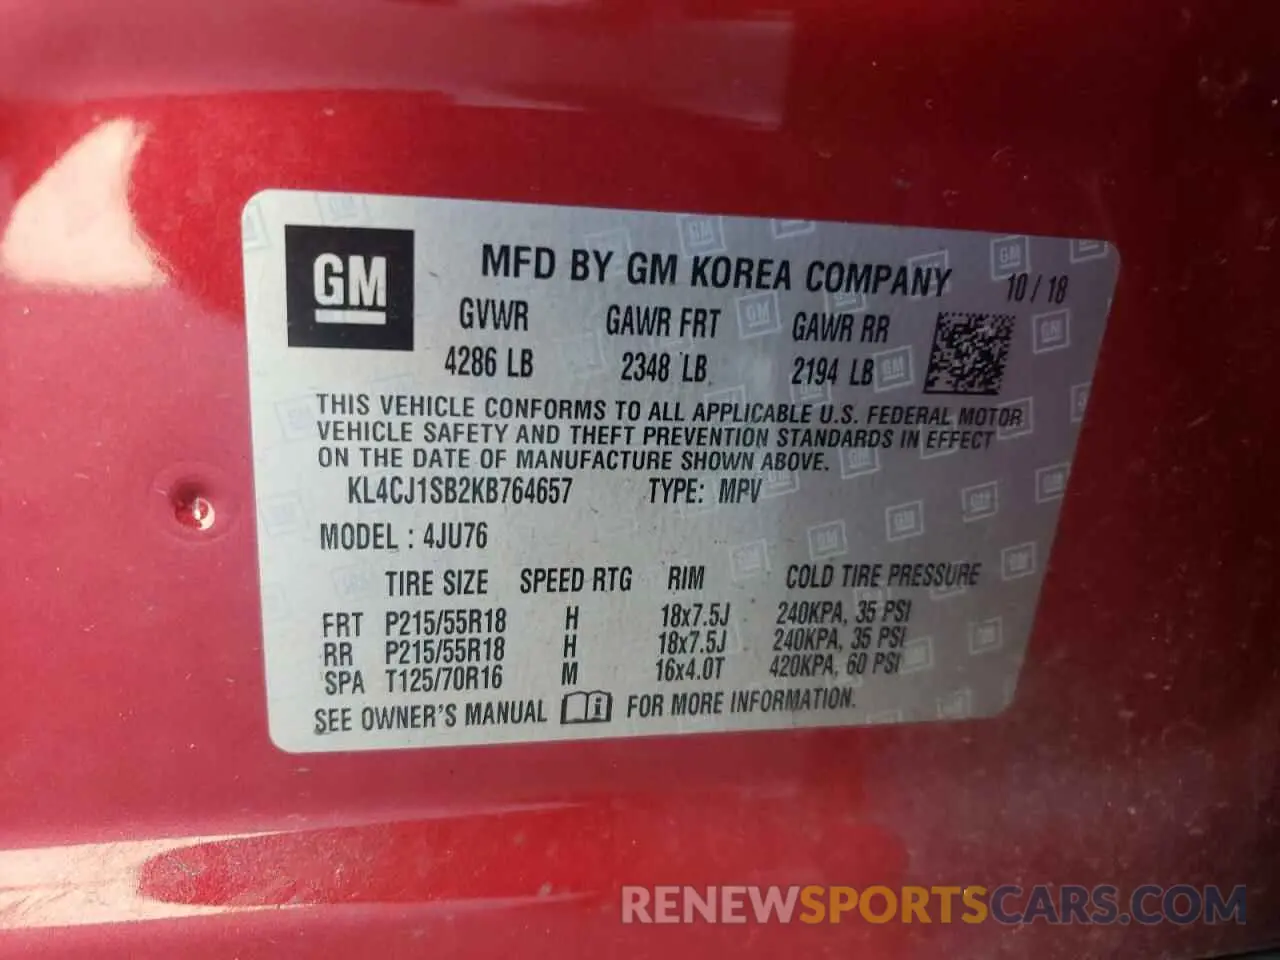 GM
MFD BY GM KOREA COMPANY 10 / 18
GVWR GAWR FRT GAWR RR
4286 LB 2348 LB 2194 LB
THIS VEHICLE CONFORMS TO ALL APPLICABLE U.S. FEDERAL MOTOR
VEHICLE SAFETY AND THEFT PREVENTION STANDARDS IN EFFECT
ON THE DATE OF MANUFACTURE SHOWN ABOVE.
KL4CJ1SB2KB764657 TYPE: MPV
MODEL : 4JU76
TIRE SIZE SPEED RTG RIM COLD TIRE PRESSURE
FRT P215/55R18 H 18x7.5J 240KPA, 35 PSI
RR P215/55R18 H 18x7.5J 240KPA, 35 PSI
SPA T125/70R16 M 16x4.0T 420KPA, 60 PSI
SEE OWNER'S MANUAL i FOR MORE INFORMATION.
RENEWSPORTSCARS.COM